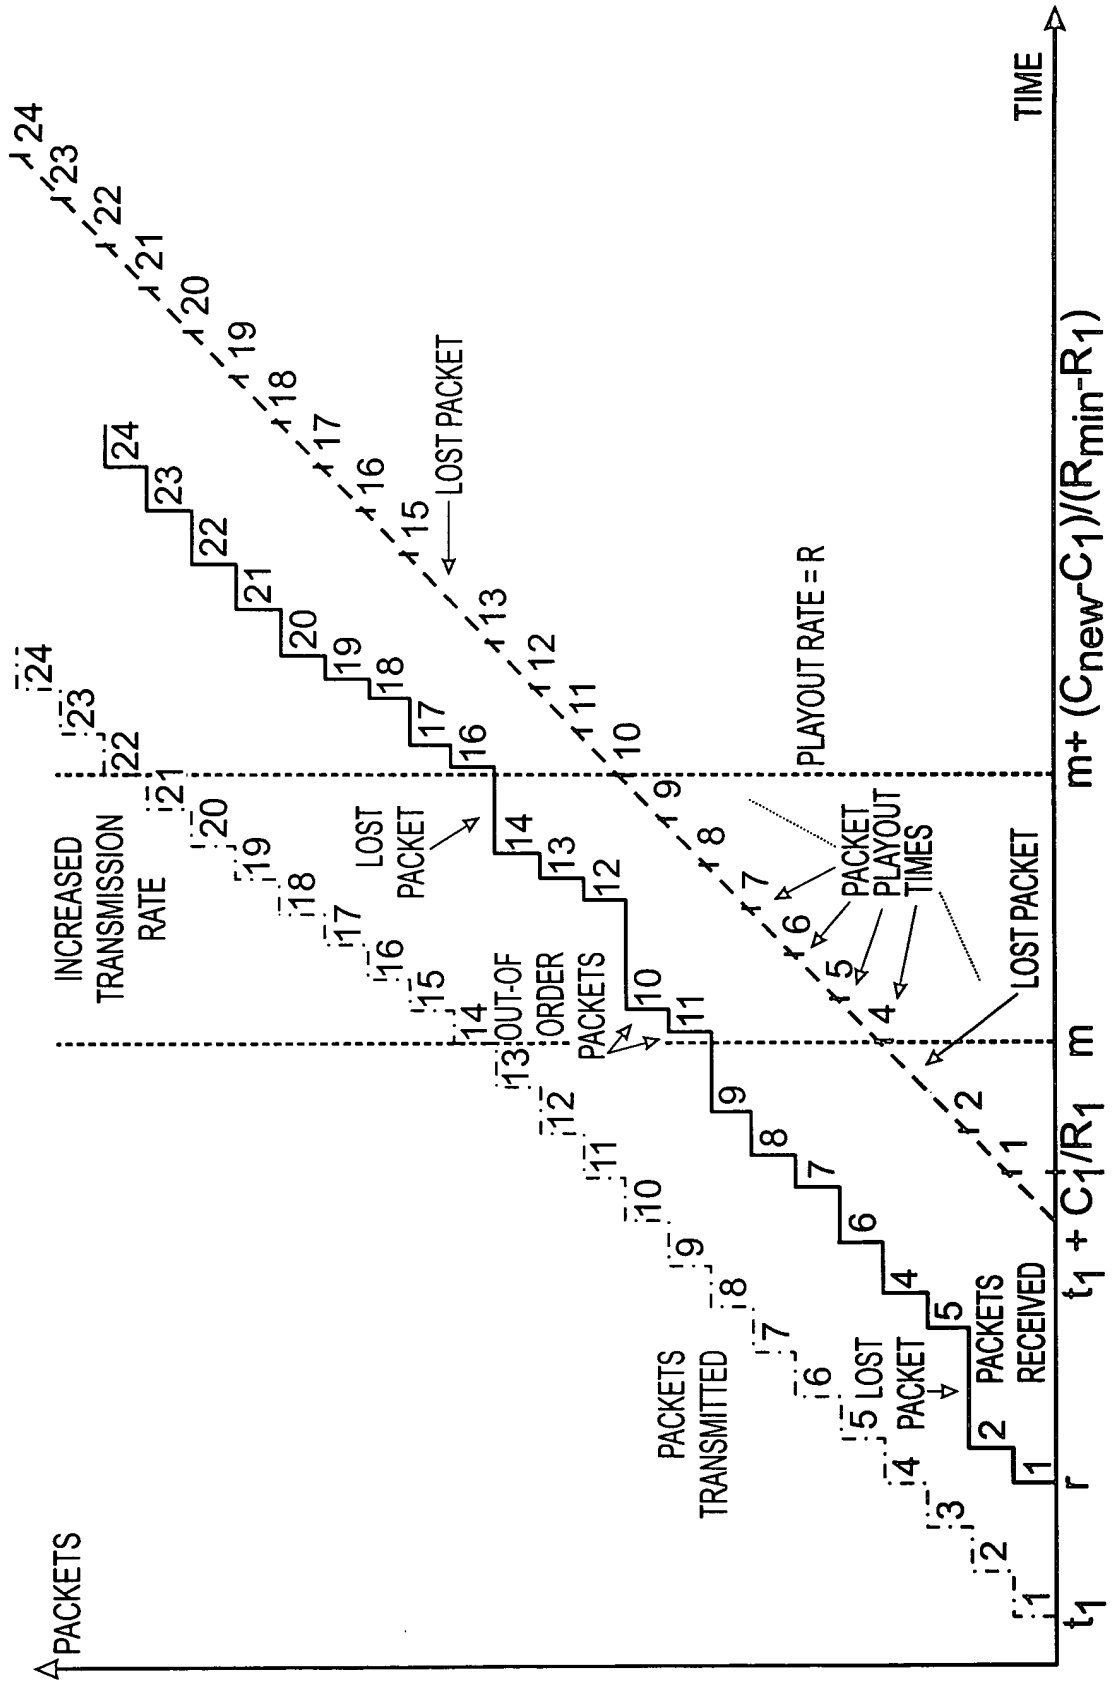 PACKETS
INCREASED
TRANSMISSION
RATE
PACKETS
TRANSMITTED
1
2
3
4
5
6
7
8
9
10
11
12
13
14
15
16
17
18
19
20
21
22
23
24
PACKETS
RECEIVED
LOST
PACKET
OUT-OF
ORDER
PACKETS
LOST
PACKET
1
2
5
4
6
7
8
9
11
10
12
13
14
16
17
18
19
20
21
22
23
24
LOST PACKET
PACKET
PLAYOUT
TIMES
PLAYOUT RATE = R
LOST PACKET
1
2
4
5
6
7
8
9
10
11
12
13
15
16
17
18
19
20
21
22
23
24
TIME
t1
r
t1 + C1/R1
m
m+ (Cnew-C1)/(Rmin-R1)